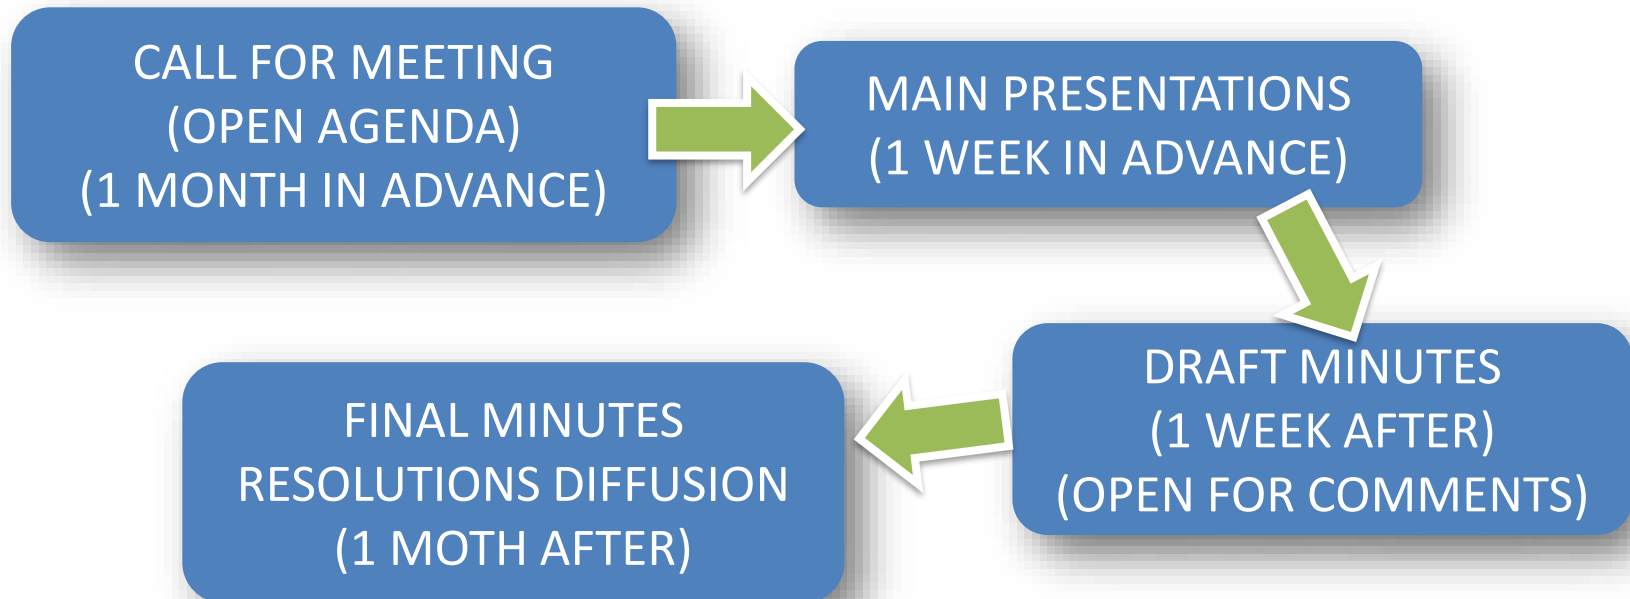 CALL FOR MEETING
(OPEN AGENDA)
(1 MONTH IN ADVANCE)
MAIN PRESENTATIONS
(1 WEEK IN ADVANCE)
DRAFT MINUTES
(1 WEEK AFTER)
(OPEN FOR COMMENTS)
FINAL MINUTES
RESOLUTIONS DIFFUSION
(1 MOTH AFTER)